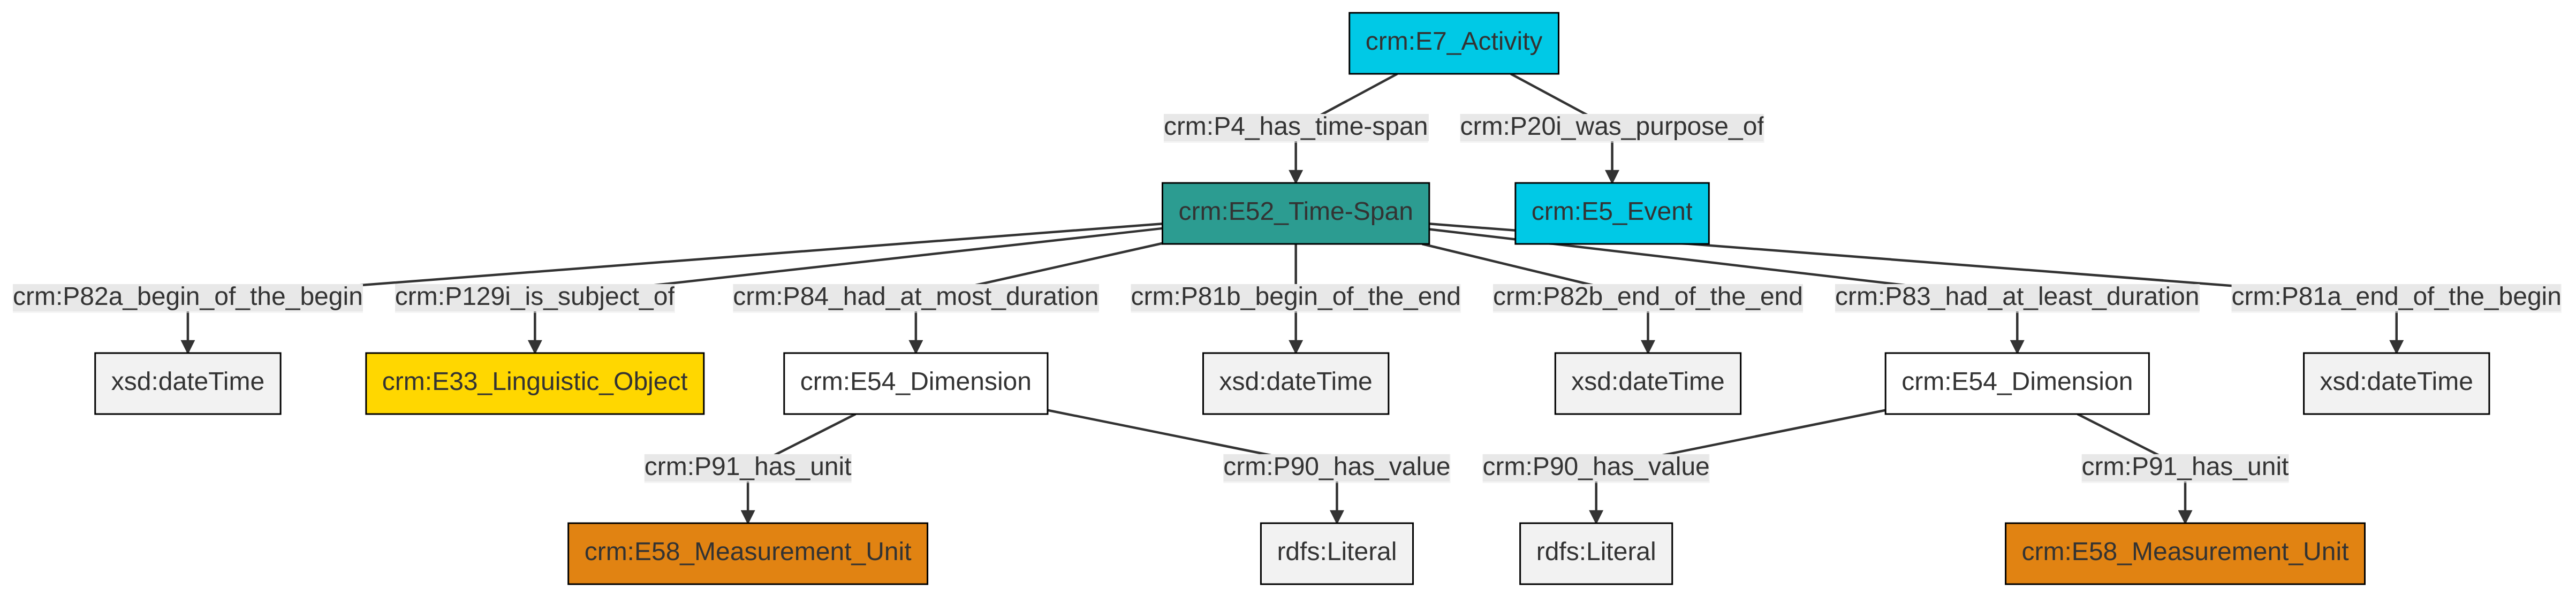 crm:E7_Activity
crm:P4_has_time-span
crm:P20i_was_purpose_of
crm:E52_Time-Span
crm:E5_Event
crm:P82a_begin_of_the_begin
crm:P129i_is_subject_of
crm:P84_had_at_most_duration
crm:P81b_begin_of_the_end
crm:P82b_end_of_the_end
crm:P83_had_at_least_duration
crm:P81a_end_of_the_begin
xsd:dateTime
crm:E33_Linguistic_Object
crm:E54_Dimension
xsd:dateTime
xsd:dateTime
crm:E54_Dimension
xsd:dateTime
crm:P91_has_unit
crm:P90_has_value
crm:P90_has_value
crm:P91_has_unit
crm:E58_Measurement_Unit
rdfs:Literal
rdfs:Literal
crm:E58_Measurement_Unit